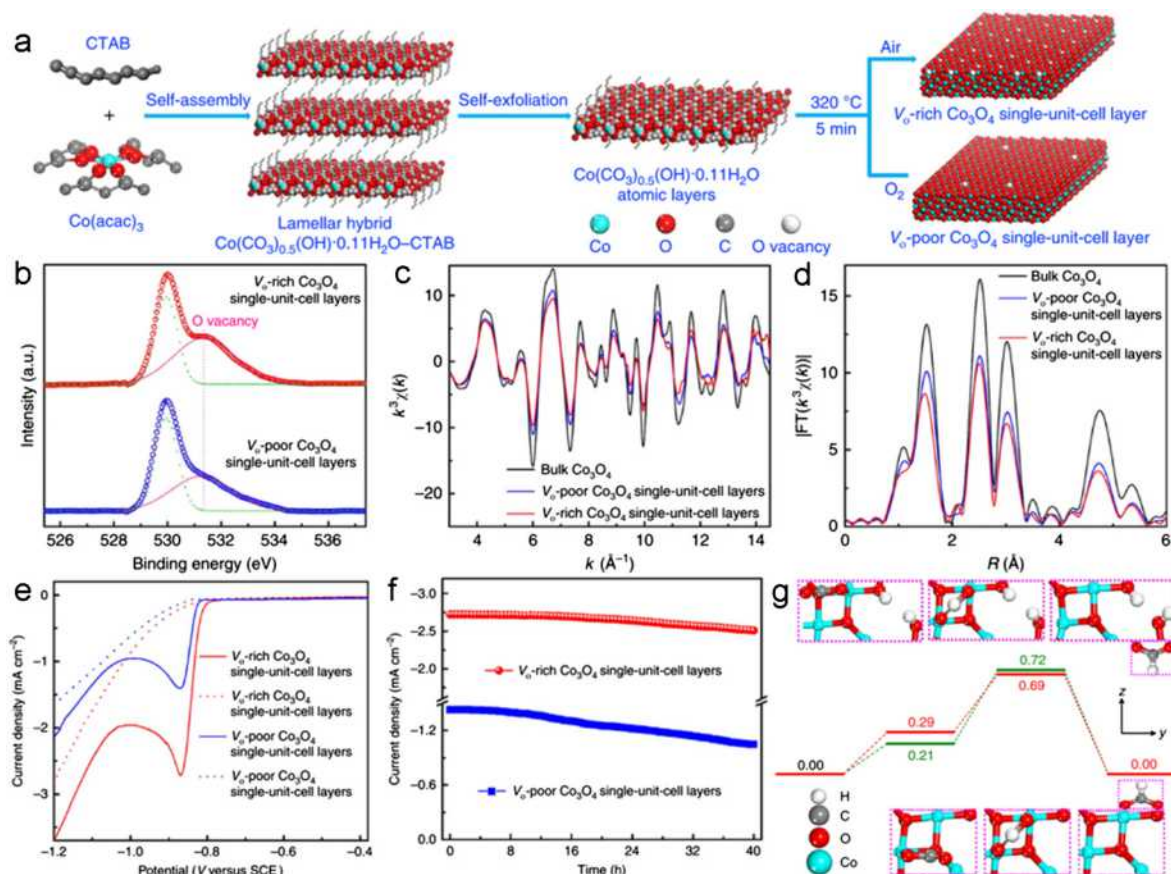 a
CTAB
+
Co(acac)₃
Self-assembly
Lamellar hybrid
Co(CO₃)₀.₅(OH)·0.11H₂O–CTAB
Self-exfoliation
Co(CO₃)₀.₅(OH)·0.11H₂O
atomic layers
Co
O
C
O vacancy
320 °C
5 min
Air
Vₒ-rich Co₃O₄ single-unit-cell layer
O₂
Vₒ-poor Co₃O₄ single-unit-cell layer
b
Vₒ-rich Co₃O₄
single-unit-cell layers
O vacancy
Vₒ-poor Co₃O₄
single-unit-cell layers
Intensity (a.u.)
526 528 530 532 534 536
Binding energy (eV)
c
10
0
−10
−20
k³χ(k)
Bulk Co₃O₄
Vₒ-poor Co₃O₄ single-unit-cell layers
Vₒ-rich Co₃O₄ single-unit-cell layers
4 6 8 10 12 14
k (Å⁻¹)
d
15
10
5
0
|FT(k³χ(k))|
Bulk Co₃O₄
Vₒ-poor Co₃O₄
single-unit-cell layers
Vₒ-rich Co₃O₄
single-unit-cell layers
0 1 2 3 4 5 6
R (Å)
e
0
−1
−2
−3
Current density (mA cm⁻²)
Vₒ-rich Co₃O₄
single-unit-cell layers
Vₒ-rich Co₃O₄
single-unit-cell layers
Vₒ-poor Co₃O₄
single-unit-cell layers
Vₒ-poor Co₃O₄
single-unit-cell layers
−1.2 −1.0 −0.8 −0.6 −0.4
Potential (V versus SCE)
f
−3.0
−2.5
−2.0
−1.2
−0.6
0.0
Current density (mA cm⁻²)
Vₒ-rich Co₃O₄ single-unit-cell layers
Vₒ-poor Co₃O₄ single-unit-cell layers
0 8 16 24 32 40
Time (h)
g
0.72
0.69
0.29
0.21
0.00
0.00
z
y
H
C
O
Co